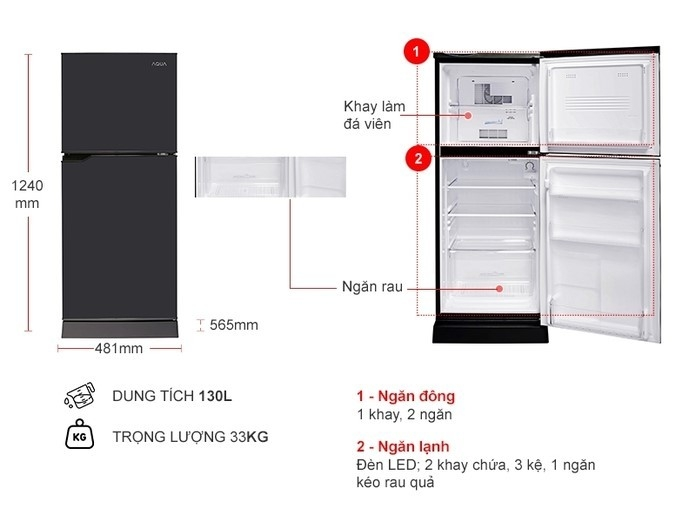 AQUA
1240
mm
481mm
565mm
1
Khay làm
đá viên
2
Ngăn rau
DUNG TÍCH 130L
KG
TRỌNG LƯỢNG 33KG
1 - Ngăn đông
1 khay, 2 ngăn
2 - Ngăn lạnh
Đèn LED; 2 khay chứa, 3 kệ, 1 ngăn
kéo rau quả